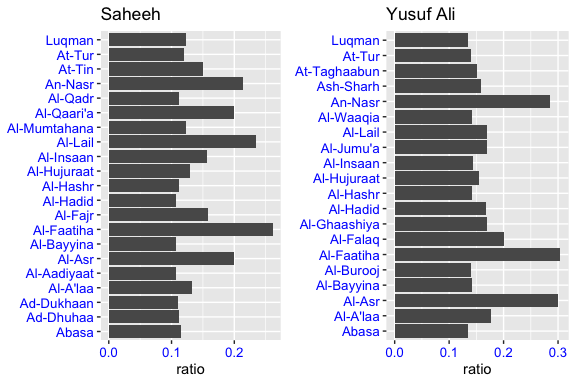 Saheeh
Luqman
At-Tur
At-Tin
An-Nasr
Al-Qadr
Al-Qaari'a
Al-Mumtahana
Al-Lail
Al-Insaan
Al-Hujuraat
Al-Hashr
Al-Hadid
Al-Fajr
Al-Faatiha
Al-Bayyina
Al-Asr
Al-Aadiyaat
Al-A'laa
Ad-Dukhaan
Ad-Dhuhaa
Abasa
0.0 0.1 0.2
ratio
Yusuf Ali
Luqman
At-Tur
At-Taghaabun
Ash-Sharh
An-Nasr
Al-Waaqia
Al-Lail
Al-Jumu'a
Al-Insaan
Al-Hujuraat
Al-Hashr
Al-Hadid
Al-Ghaashiya
Al-Falaq
Al-Faatiha
Al-Burooj
Al-Bayyina
Al-Asr
Al-A'laa
Abasa
0.0 0.1 0.2 0.3
ratio